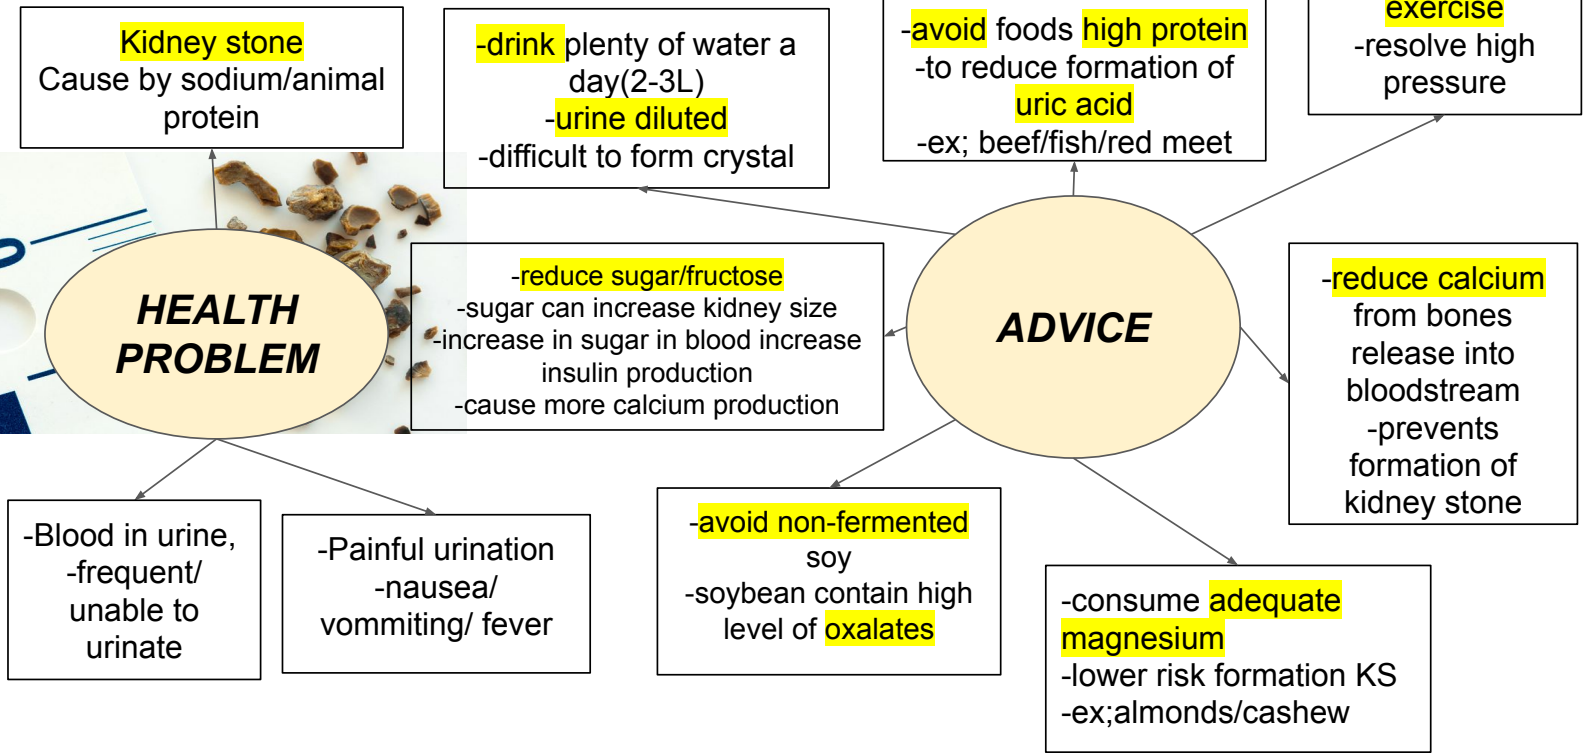 Kidney stone
Cause by sodium/animal
protein
-drink plenty of water a
day(2-3L)
-urine diluted
-difficult to form crystal
-avoid foods high protein
-to reduce formation of
uric acid
-ex; beef/fish/red meet
exercise
-resolve high
pressure
HEALTH
PROBLEM
-reduce sugar/fructose
-sugar can increase kidney size
-increase in sugar in blood increase
insulin production
-cause more calcium production
ADVICE
-reduce calcium
from bones
release into
bloodstream
-prevents
formation of
kidney stone
-Blood in urine,
-frequent/
unable to
urinate
-Painful urination
-nausea/
vommiting/ fever
-avoid non-fermented
soy
-soybean contain high
level of oxalates
-consume adequate
magnesium
-lower risk formation KS
-ex;almonds/cashew